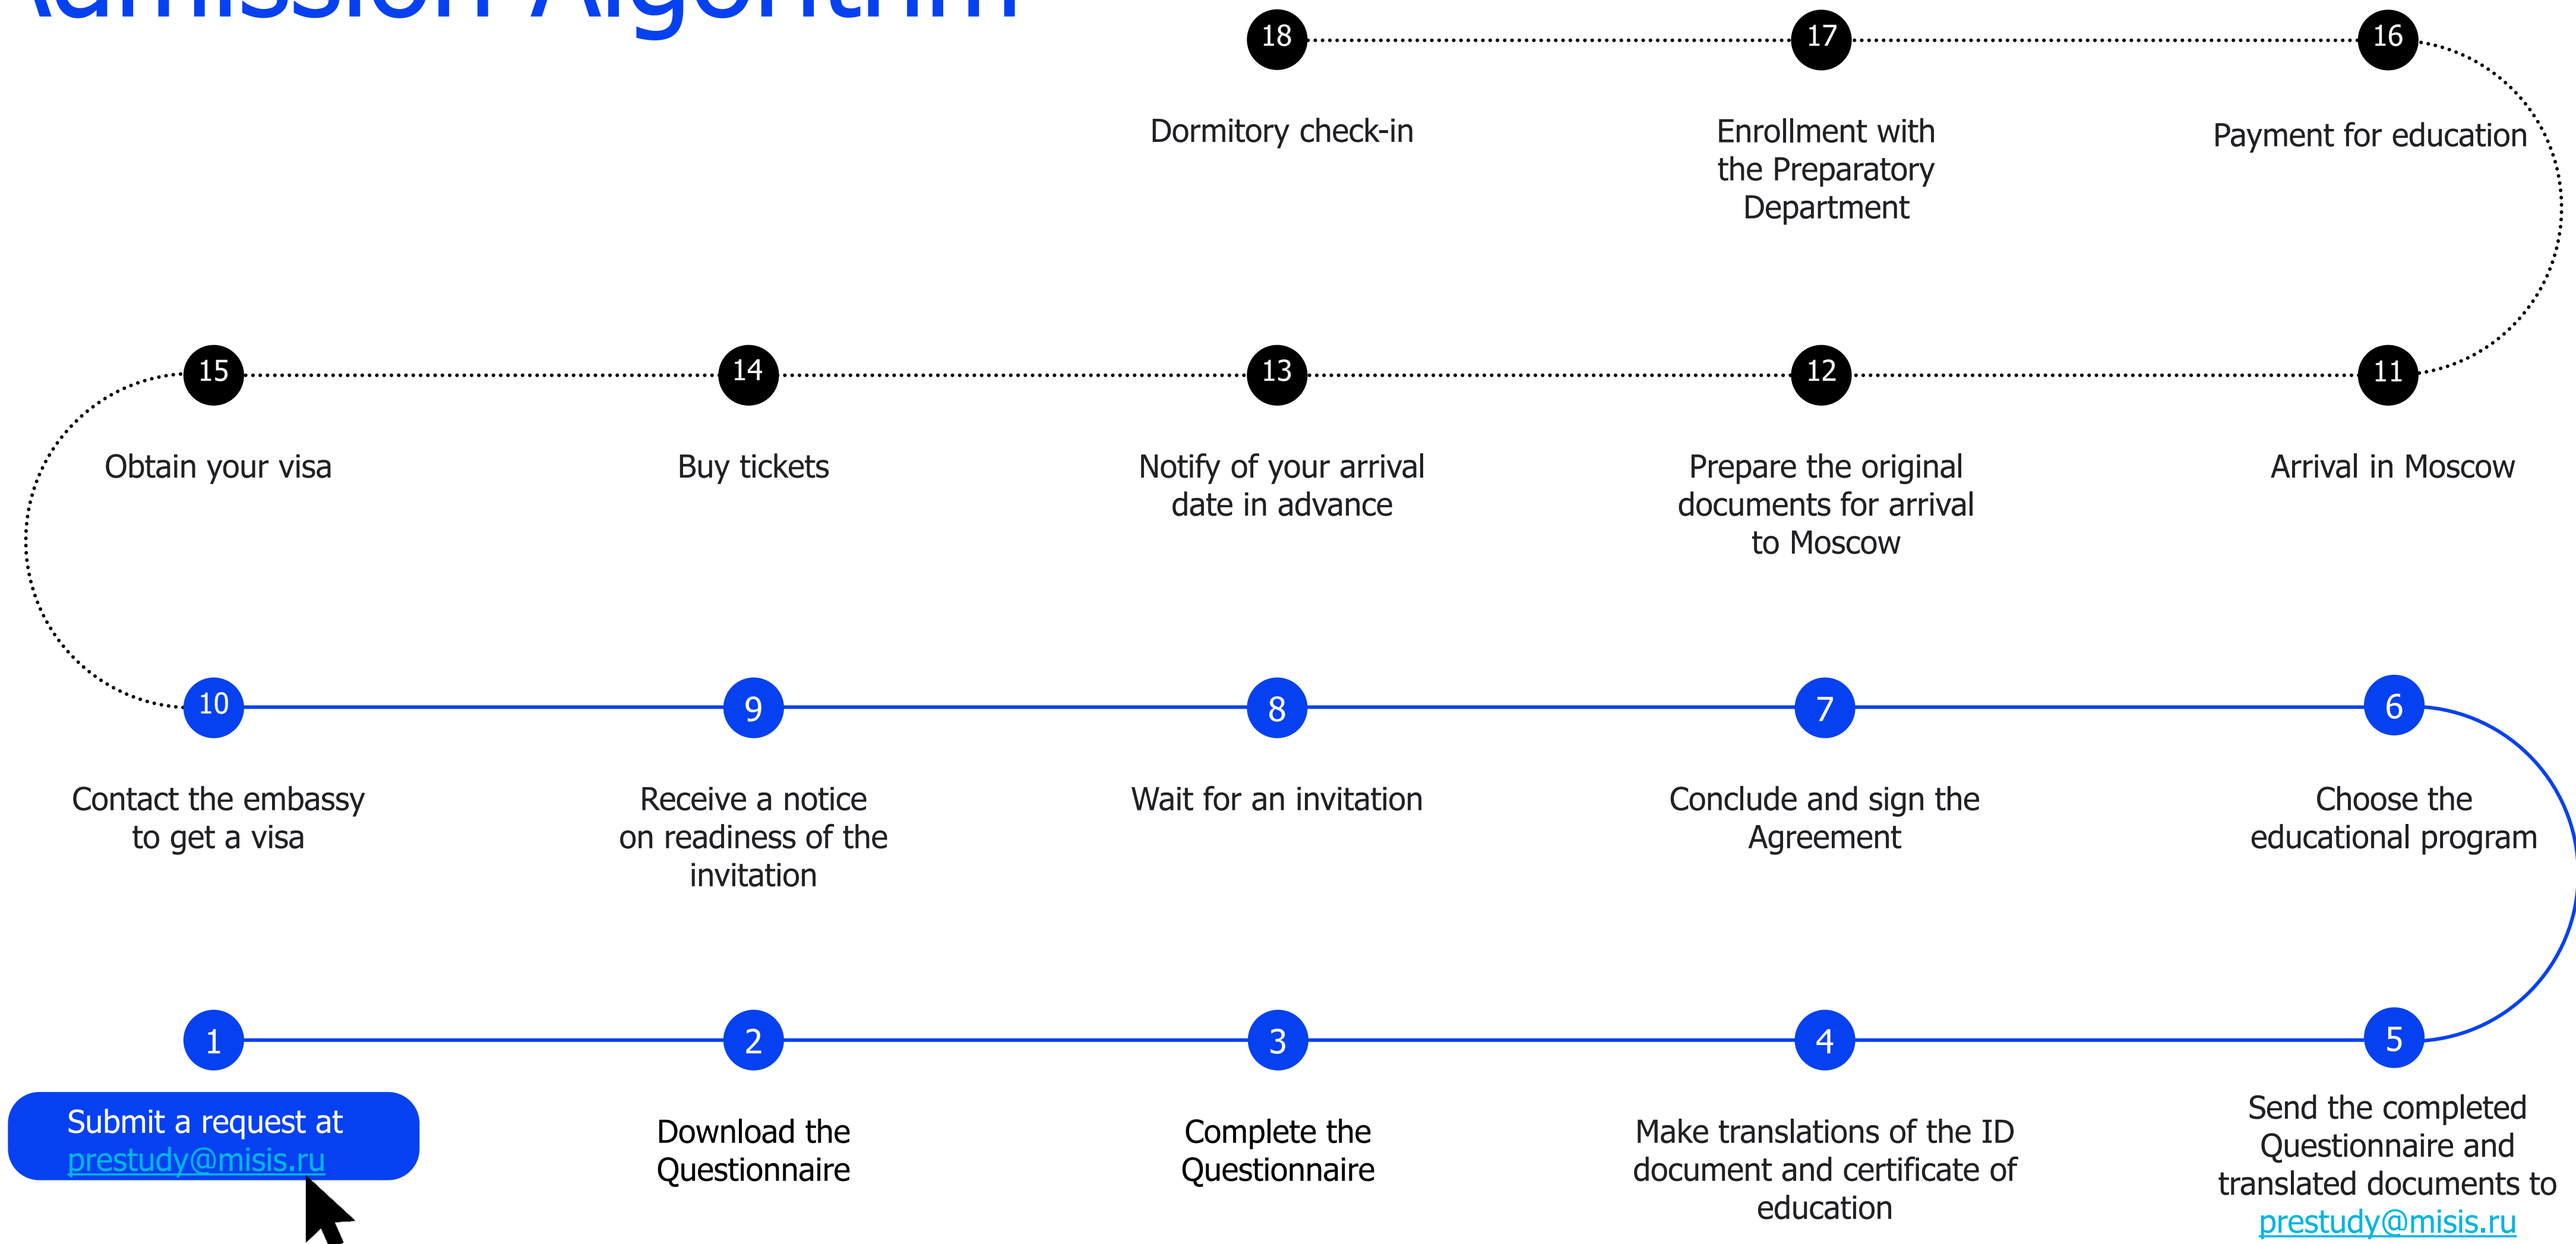 Admission Algorithm
18
17
16
Dormitory check-in
Enrollment with
the Preparatory
Department
Payment for education
15
14
13
12
11
Obtain your visa
Buy tickets
Notify of your arrival
date in advance
Prepare the original
documents for arrival
to Moscow
Arrival in Moscow
10
9
8
7
6
Contact the embassy
to get a visa
Receive a notice
on readiness of the
invitation
Wait for an invitation
Conclude and sign the
Agreement
Choose the
educational program
1
2
3
4
5
Submit a request at
prestudy@misis.ru
Download the
Questionnaire
Complete the
Questionnaire
Make translations of the ID
document and certificate of
education
Send the completed
Questionnaire and
translated documents to
prestudy@misis.ru